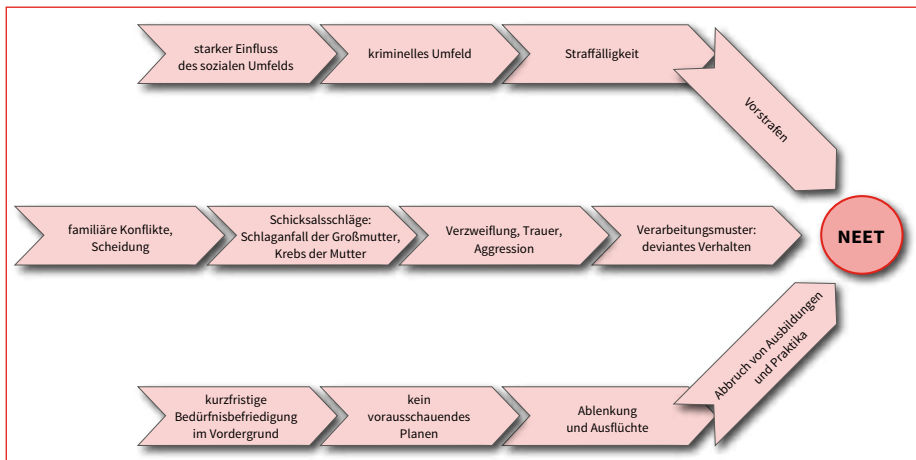 starker Einfluss
des sozialen Umfelds
kriminelles Umfeld
Straffälligkeit
Vorstrafen
familiäre Konflikte,
Scheidung
Schicksalsschläge:
Schlaganfall der Großmutter,
Krebs der Mutter
Verzweiflung, Trauer,
Aggression
Verarbeitungsmuster:
deviantes Verhalten
NEET
kurzfristige
Bedürfnisbefriedigung
im Vordergrund
kein
vorausschauendes
Planen
Ablenkung
und Ausflüchte
Abbruch von Ausbildungen
und Praktika